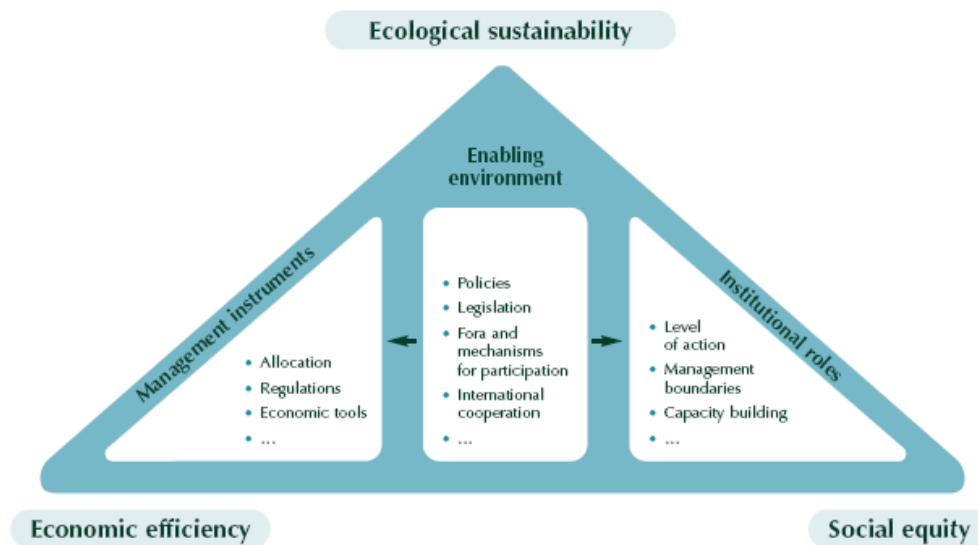 Ecological sustainability
Enabling
environment
Management instruments
Institutional roles
• Allocation
• Regulations
• Economic tools
• ...
• Policies
• Legislation
• Fora and
mechanisms
for participation
• International
cooperation
• ...
• Level
of action
• Management
boundaries
• Capacity building
• ...
Economic efficiency
Social equity